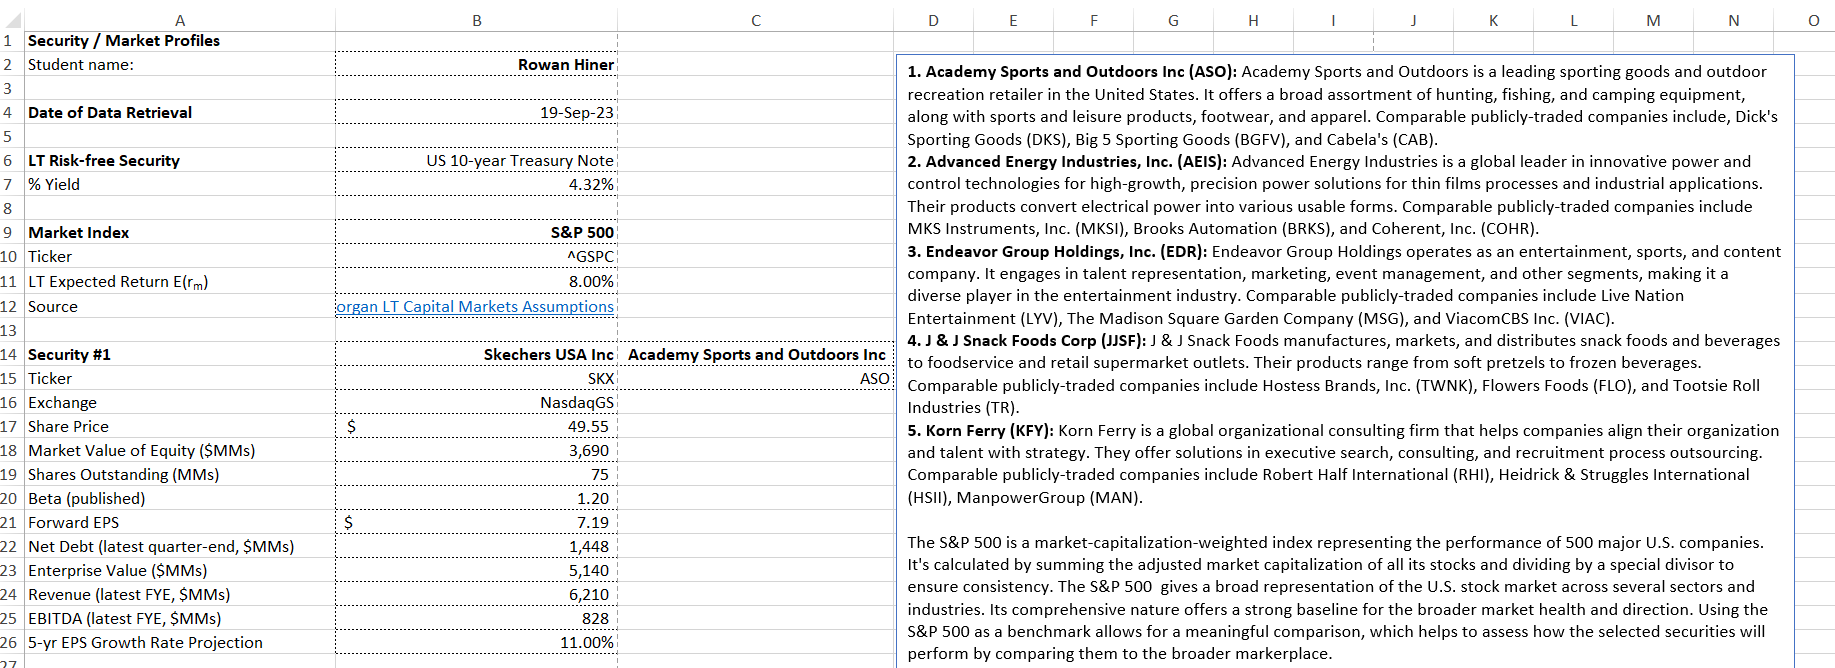 A B C D E F G H I J K L M N O
1 Security / Market Profiles
2 Student name: Rowan Hiner
3
4 Date of Data Retrieval 19-Sep-23
5
6 LT Risk-free Security US 10-year Treasury Note
7 % Yield 4.32%
8
9 Market Index S&P 500
10 Ticker ^GSPC
11 LT Expected Return E(rm) 8.00%
12 Source organ LT Capital Markets Assumptions
13
14 Security #1 Skechers USA Inc Academy Sports and Outdoors Inc
15 Ticker SKX ASO
16 Exchange NasdaqGS
17 Share Price $ 49.55
18 Market Value of Equity ($MMs) 3,690
19 Shares Outstanding (MMs) 75
20 Beta (published) 1.20
21 Forward EPS $ 7.19
22 Net Debt (latest quarter-end, $MMs) 1,448
23 Enterprise Value ($MMs) 5,140
24 Revenue (latest FYE, $MMs) 6,210
25 EBITDA (latest FYE, $MMs) 828
26 5-yr EPS Growth Rate Projection 11.00%
27
1. Academy Sports and Outdoors Inc (ASO): Academy Sports and Outdoors is a leading sporting goods and outdoor
recreation retailer in the United States. It offers a broad assortment of hunting, fishing, and camping equipment,
along with sports and leisure products, footwear, and apparel. Comparable publicly-traded companies include, Dick's
Sporting Goods (DKS), Big 5 Sporting Goods (BGFV), and Cabela's (CAB).
2. Advanced Energy Industries, Inc. (AEIS): Advanced Energy Industries is a global leader in innovative power and
control technologies for high-growth, precision power solutions for thin films processes and industrial applications.
Their products convert electrical power into various usable forms. Comparable publicly-traded companies include
MKS Instruments, Inc. (MKSI), Brooks Automation (BRKS), and Coherent, Inc. (COHR).
3. Endeavor Group Holdings, Inc. (EDR): Endeavor Group Holdings operates as an entertainment, sports, and content
company. It engages in talent representation, marketing, event management, and other segments, making it a
diverse player in the entertainment industry. Comparable publicly-traded companies include Live Nation
Entertainment (LYV), The Madison Square Garden Company (MSG), and ViacomCBS Inc. (VIAC).
4. J & J Snack Foods Corp (JJSF): J & J Snack Foods manufactures, markets, and distributes snack foods and beverages
to foodservice and retail supermarket outlets. Their products range from soft pretzels to frozen beverages.
Comparable publicly-traded companies include Hostess Brands, Inc. (TWNK), Flowers Foods (FLO), and Tootsie Roll
Industries (TR).
5. Korn Ferry (KFY): Korn Ferry is a global organizational consulting firm that helps companies align their organization
and talent with strategy. They offer solutions in executive search, consulting, and recruitment process outsourcing.
Comparable publicly-traded companies include Robert Half International (RHI), Heidrick & Struggles International
(HSII), ManpowerGroup (MAN).
The S&P 500 is a market-capitalization-weighted index representing the performance of 500 major U.S. companies.
It's calculated by summing the adjusted market capitalization of all its stocks and dividing by a special divisor to
ensure consistency. The S&P 500 gives a broad representation of the U.S. stock market across several sectors and
industries. Its comprehensive nature offers a strong baseline for the broader market health and direction. Using the
S&P 500 as a benchmark allows for a meaningful comparison, which helps to assess how the selected securities will
perform by comparing them to the broader markerplace.